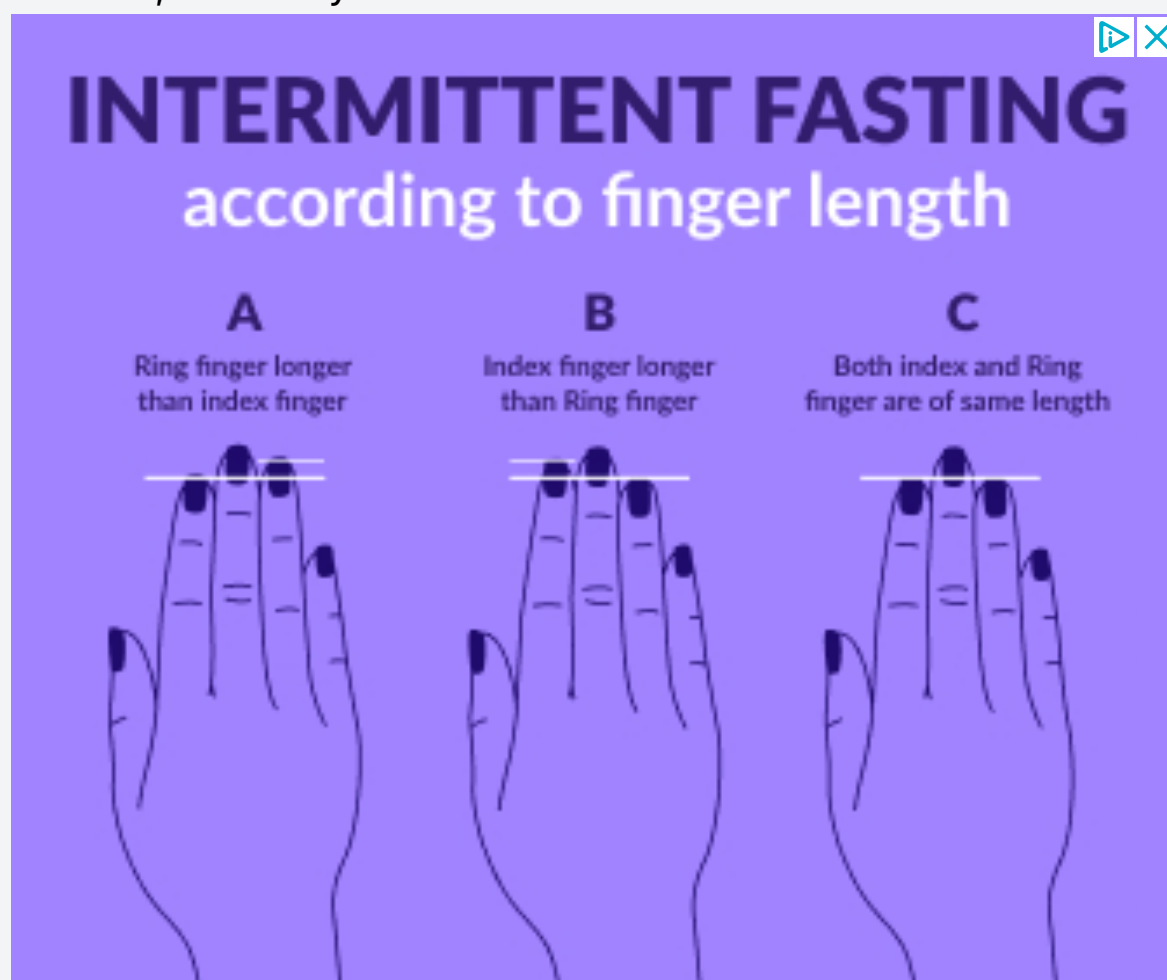 INTERMITTENT FASTING
according to finger length
A
Ring finger longer
than index finger
B
Index finger longer
than Ring finger
C
Both index and Ring
finger are of same length